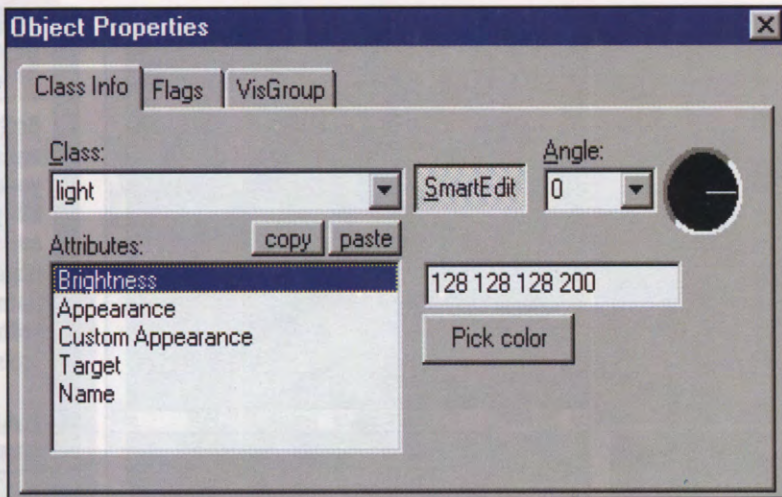 Object Properties
Class Info Flags VisGroup
Class: Angle:
light SmartEdit 0
Attributes: copy paste
Brightness 128 128 128 200
Appearance Pick color
Custom Appearance
Target
Name